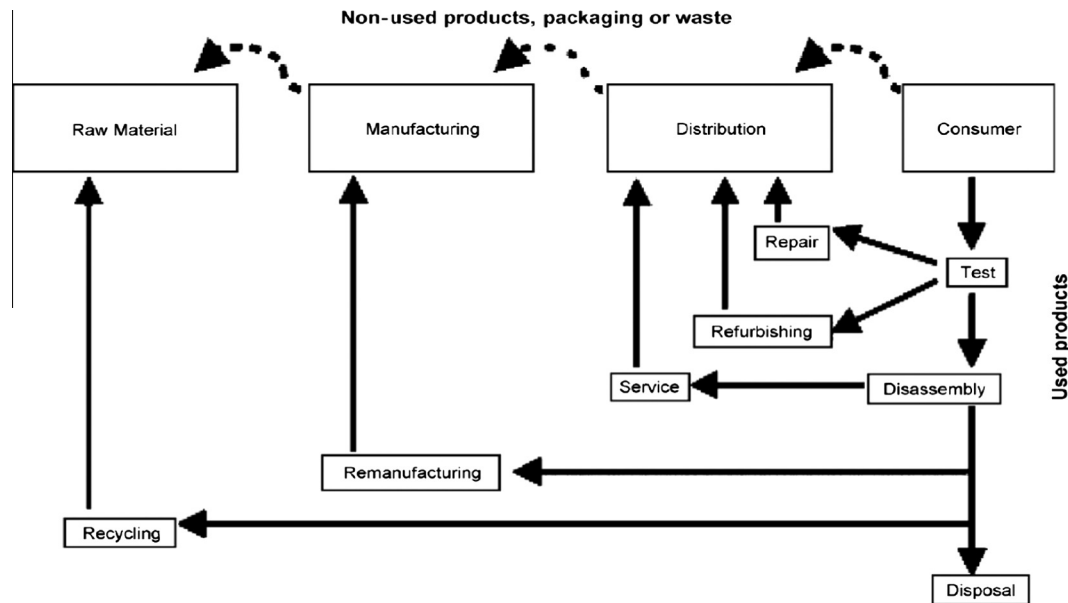 Non-used products, packaging or waste
Raw Material
Manufacturing
Distribution
Consumer
Repair
Test
Refurbishing
Used products
Service
Disassembly
Remanufacturing
Recycling
Disposal